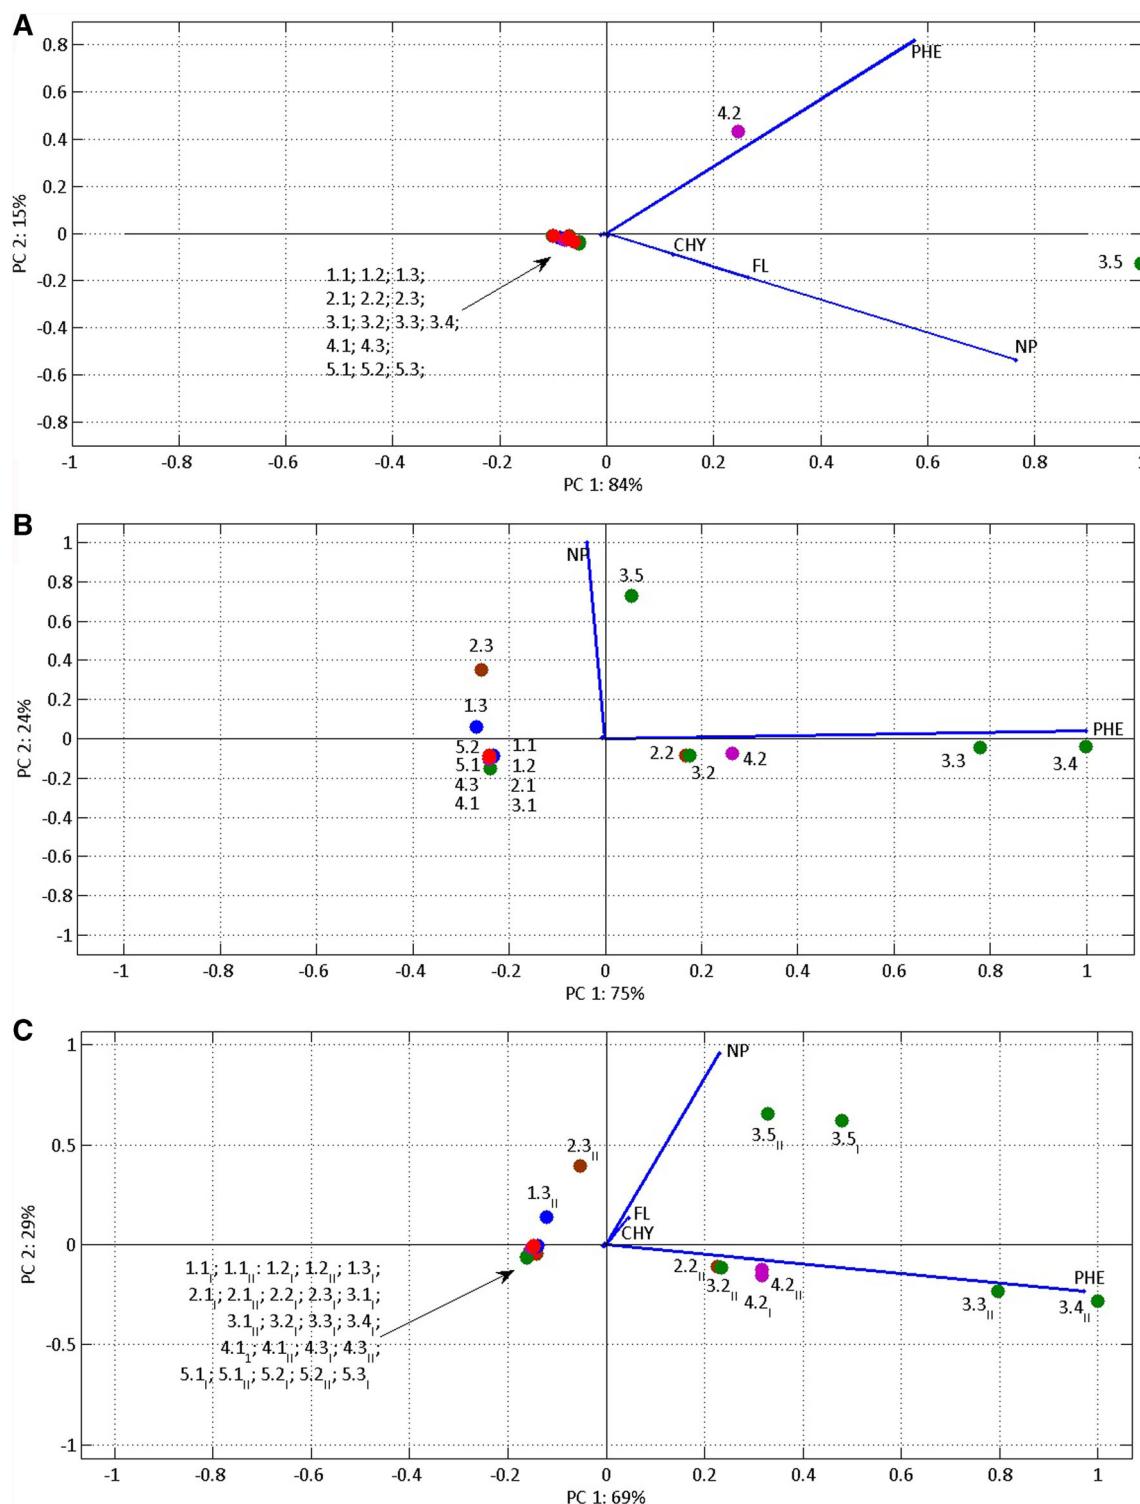 A
0.8
0.6
0.4
0.2
0
-0.2
-0.4
-0.6
-0.8
PC 2: 15%
PHE
4.2
CHY
FL
NP
3.5
1.1; 1.2; 1.3;
2.1; 2.2; 2.3;
3.1; 3.2; 3.3; 3.4;
4.1; 4.3;
5.1; 5.2; 5.3;
-1 -0.8 -0.6 -0.4 -0.2 0 0.2 0.4 0.6 0.8 1
PC 1: 84%
B
1
0.8
0.6
0.4
0.2
0
-0.2
-0.4
-0.6
-0.8
-1
PC 2: 24%
NP
3.5
2.3
1.3
PHE
5.2 1.1
5.1 1.2
4.3 2.1
4.1 3.1
2.2
3.2
4.2
3.3
3.4
-1 -0.8 -0.6 -0.4 -0.2 0 0.2 0.4 0.6 0.8 1
PC 1: 75%
C
1
0.5
0
-0.5
-1
PC 2: 29%
NP
3.5II
3.5I
2.3II
1.3II
FL
CHY
2.2II
3.2II
4.2II
4.2I
PHE
3.3II
3.4II
1.1I; 1.1II: 1.2I; 1.2II; 1.3I;
2.1I; 2.1II; 2.2I; 2.3I; 3.1I;
3.1II; 3.2I; 3.3I; 3.4I;
4.1I; 4.1II; 4.3I; 4.3II;
5.1I; 5.1II; 5.2I; 5.2II; 5.3I
-1 -0.8 -0.6 -0.4 -0.2 0 0.2 0.4 0.6 0.8 1
PC 1: 69%